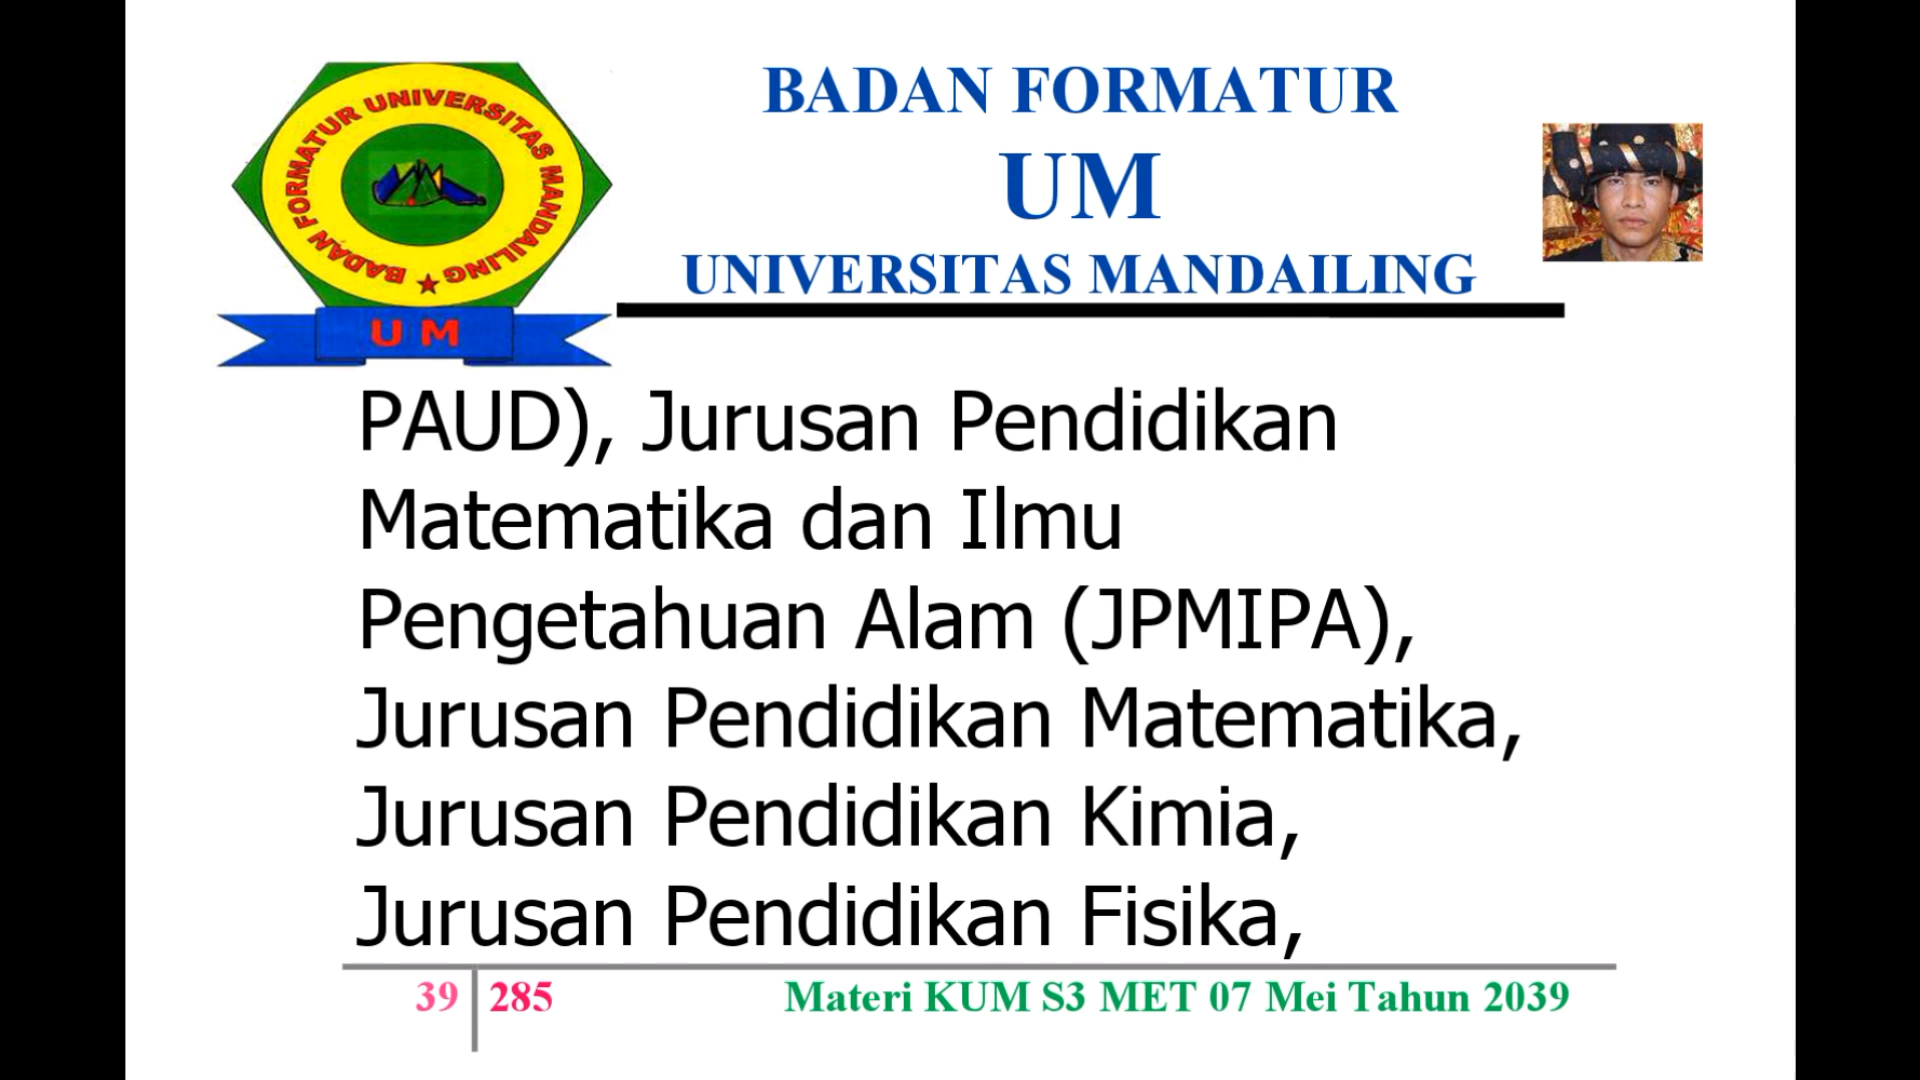 BADAN FORMATUR UNIVERSITAS MANDAILING
U M
BADAN FORMATUR
UM
UNIVERSITAS MANDAILING
PAUD), Jurusan Pendidikan
Matematika dan Ilmu
Pengetahuan Alam (JPMIPA),
Jurusan Pendidikan Matematika,
Jurusan Pendidikan Kimia,
Jurusan Pendidikan Fisika,
39 285 Materi KUM S3 MET 07 Mei Tahun 2039